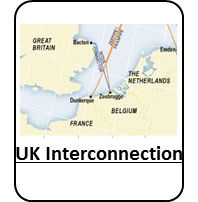 GREAT
BRITAIN
Bacton
Emden
THE
NETHERLANDS
Zeebrugge
Dunkerque
BELGIUM
FRANCE
UK Interconnection